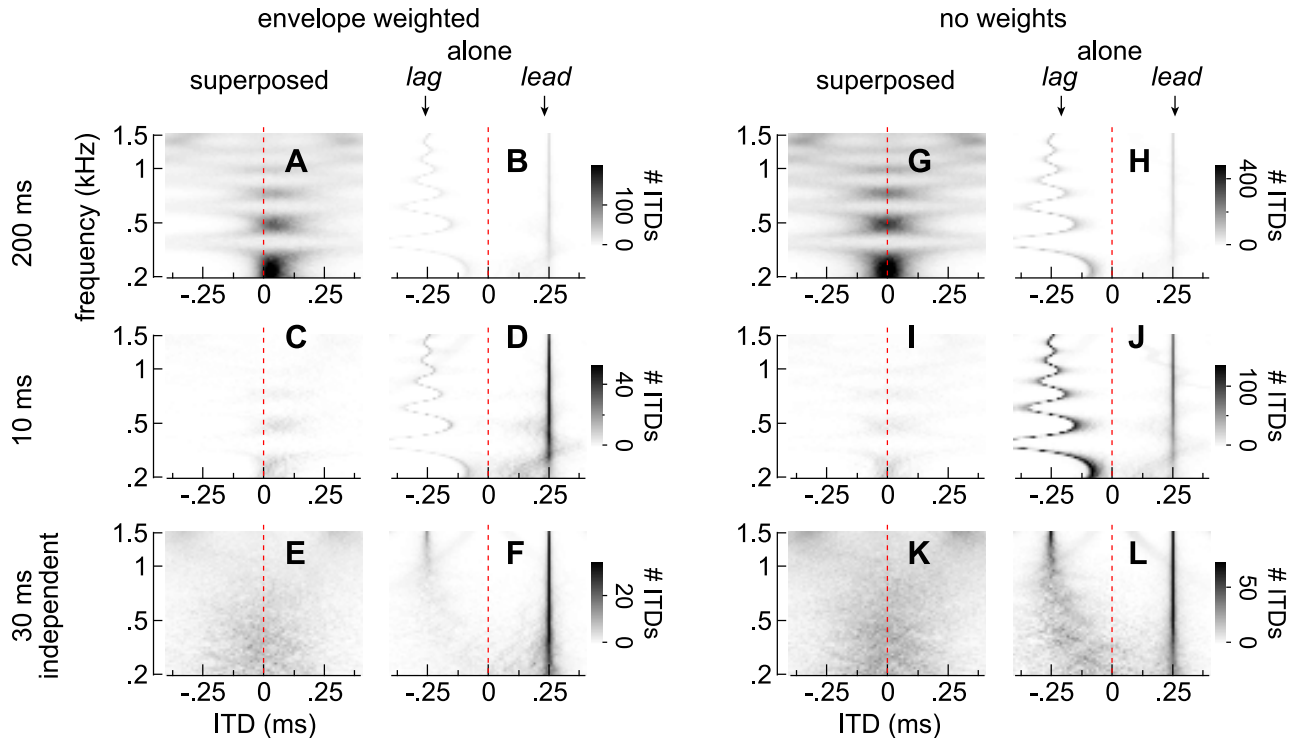 envelope weighted
no weights
alone
alone
superposed
lag
lead
superposed
lag
lead
200 ms
frequency (kHz)
1.5
1
.5
.2
A
B
# ITDs
100
0
-.25 0 .25
-.25 0 .25
1.5
1
.5
.2
G
H
# ITDs
400
200
0
-.25 0 .25
-.25 0 .25
10 ms
1.5
1
.5
.2
C
D
# ITDs
40
20
0
-.25 0 .25
-.25 0 .25
1.5
1
.5
.2
I
J
# ITDs
100
0
-.25 0 .25
-.25 0 .25
30 ms
independent
1.5
1
.5
.2
E
F
# ITDs
20
0
-.25 0 .25
-.25 0 .25
ITD (ms)
1.5
1
.5
.2
K
L
# ITDs
50
0
-.25 0 .25
-.25 0 .25
ITD (ms)